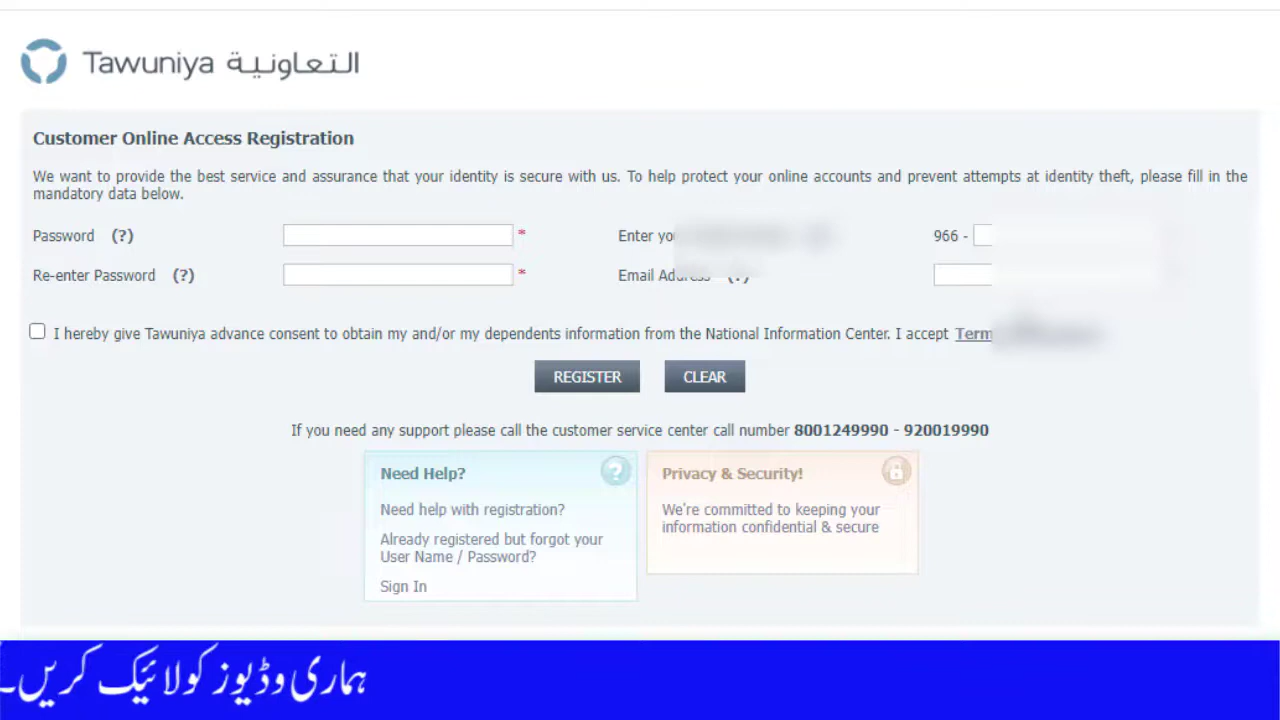 Tawuniya التعاونية
Customer Online Access Registration
We want to provide the best service and assurance that your identity is secure with us. To help protect your online accounts and prevent attempts at identity theft, please fill in the
mandatory data below.
Password (?) * Enter 966 -
Re-enter Password (?) * Email Address (?)
I hereby give Tawuniya advance consent to obtain my and/or my dependents information from the National Information Center. I accept
REGISTER CLEAR
If you need any support please call the customer service center call number 8001249990 - 920019990
Need Help? ?
Need help with registration?
Already registered but forgot your
User Name / Password?
Sign In
Privacy & Security!
We're committed to keeping your
information confidential & secure
ہماری وڈیوز کو لائیک کریں۔